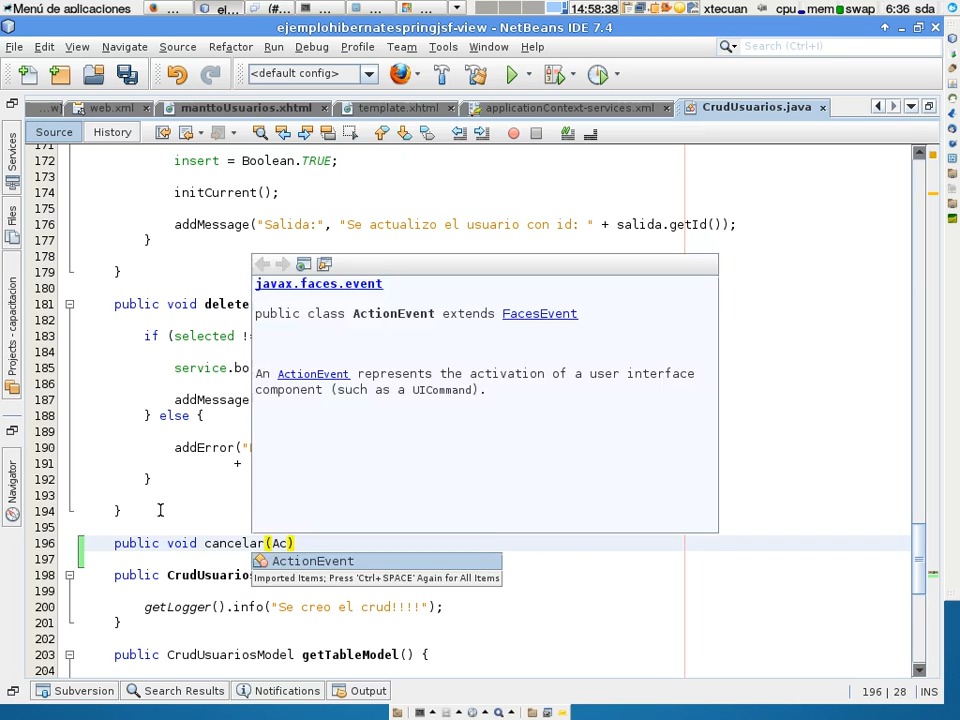 Menú de aplicaciones
el...
(#...
...
14:58:38
xtecuan
cpu
mem
swap
6:36 sda
ejemplohibernatespringjsf-view - NetBeans IDE 7.4
File Edit View Navigate Source Refactor Run Debug Profile Team Tools Window Help
Search (Ctrl+I)
<default config>
...w]
web.xml
manttoUsuarios.xhtml
template.xhtml
applicationContext-services.xml
CrudUsuarios.java
Source History
Services
Files
Projects - capacitacion
Navigator
171
172 insert = Boolean.TRUE;
173
174 initCurrent();
175
176 addMessage("Salida:", "Se actualizo el usuario con id: " + salida.getId());
177 }
178
179 }
180
181 public void delete
182
183 if (selected !
184
185 service.bo
186
187 addMessage
188 } else {
189
190 addError("
191 +
192 }
193
194 }
195
196 public void cancelar(Ac)
197
198 public CrudUsuario
199
200 getLogger().info("Se creo el crud!!!!");
201 }
202
203 public CrudUsuariosModel getTableModel() {
204
javax.faces.event
public class ActionEvent extends FacesEvent
An ActionEvent represents the activation of a user interface
component (such as a UICommand).
ActionEvent
Imported Items; Press 'Ctrl+SPACE' Again for All Items
Subversion Search Results Notifications Output
196 | 28 INS